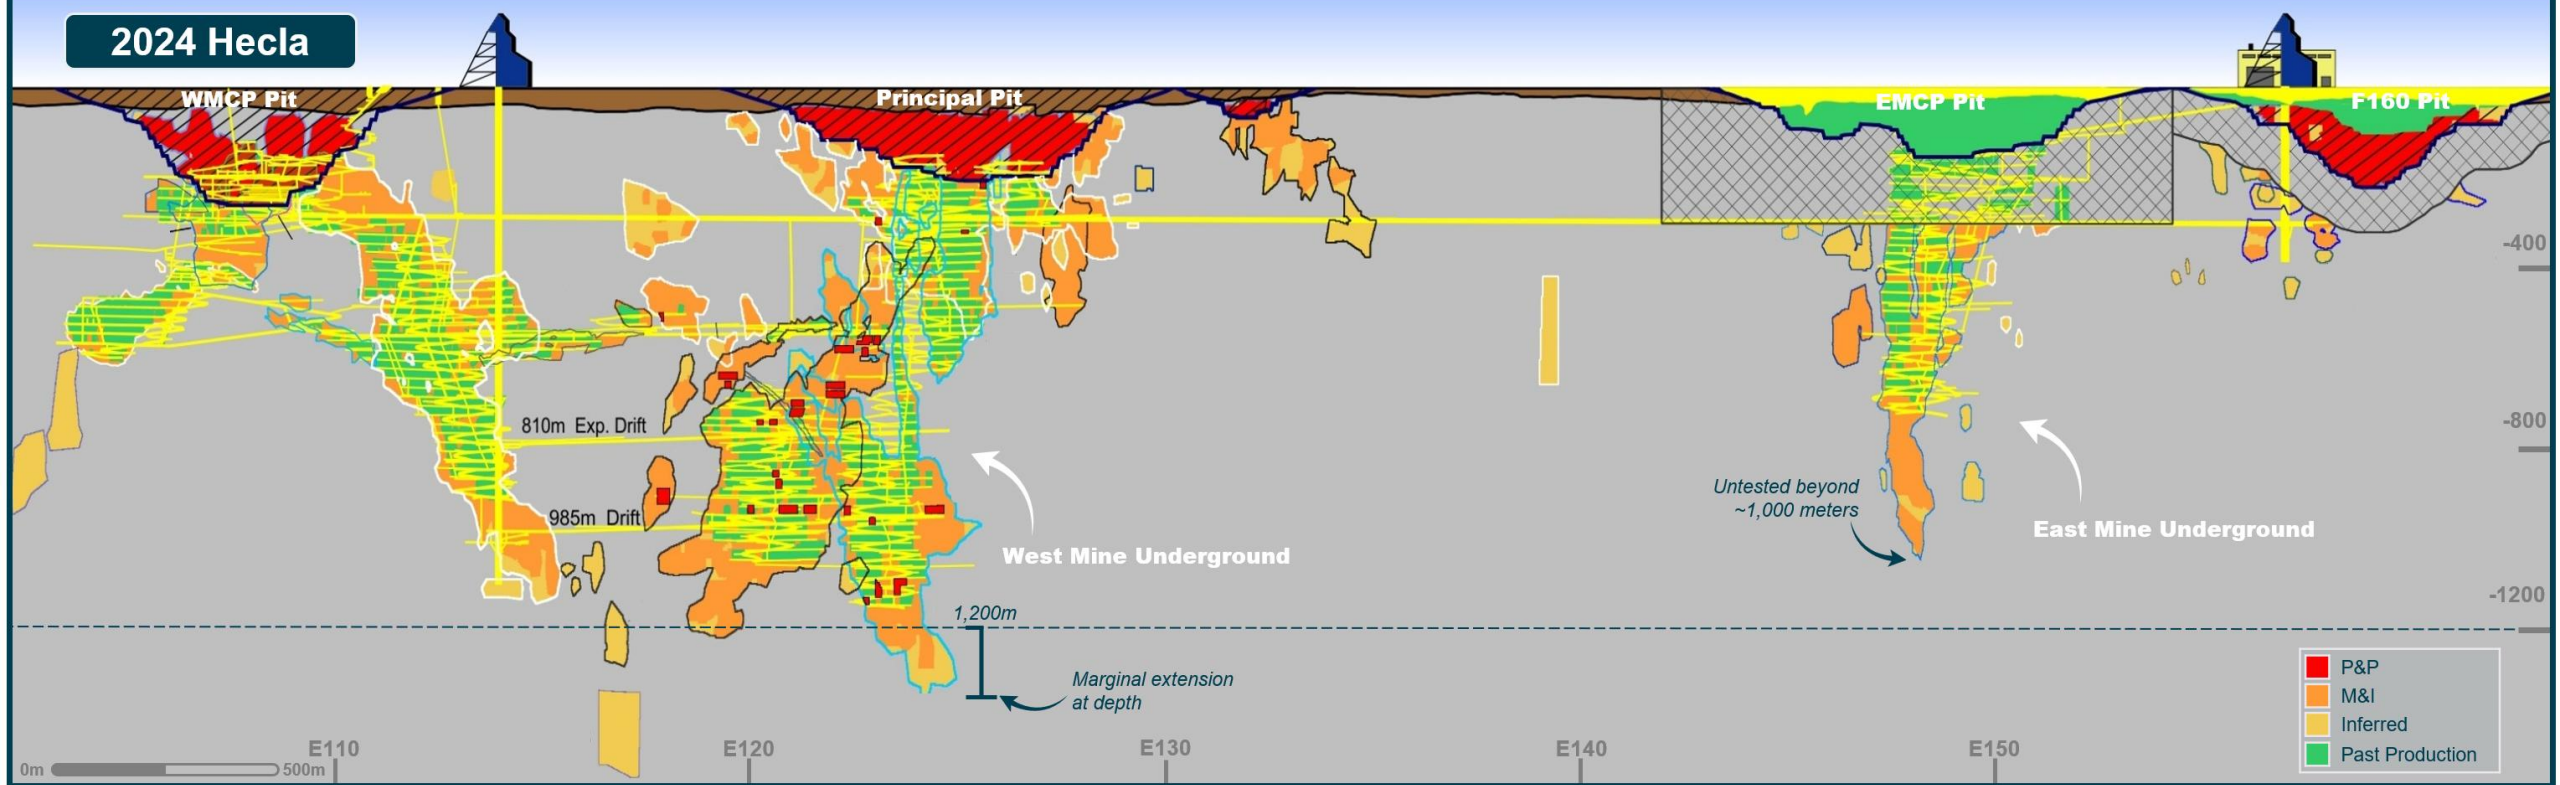 2024 Hecla
WMCP Pit
Principal Pit
EMCP Pit
F160 Pit
-400
-800
-1200
810m Exp. Drift
985m Drift
West Mine Underground
Untested beyond
~1,000 meters
East Mine Underground
1,200m
Marginal extension
at depth
P&P
M&I
Inferred
Past Production
E110
E120
E130
E140
E150
0m
500m